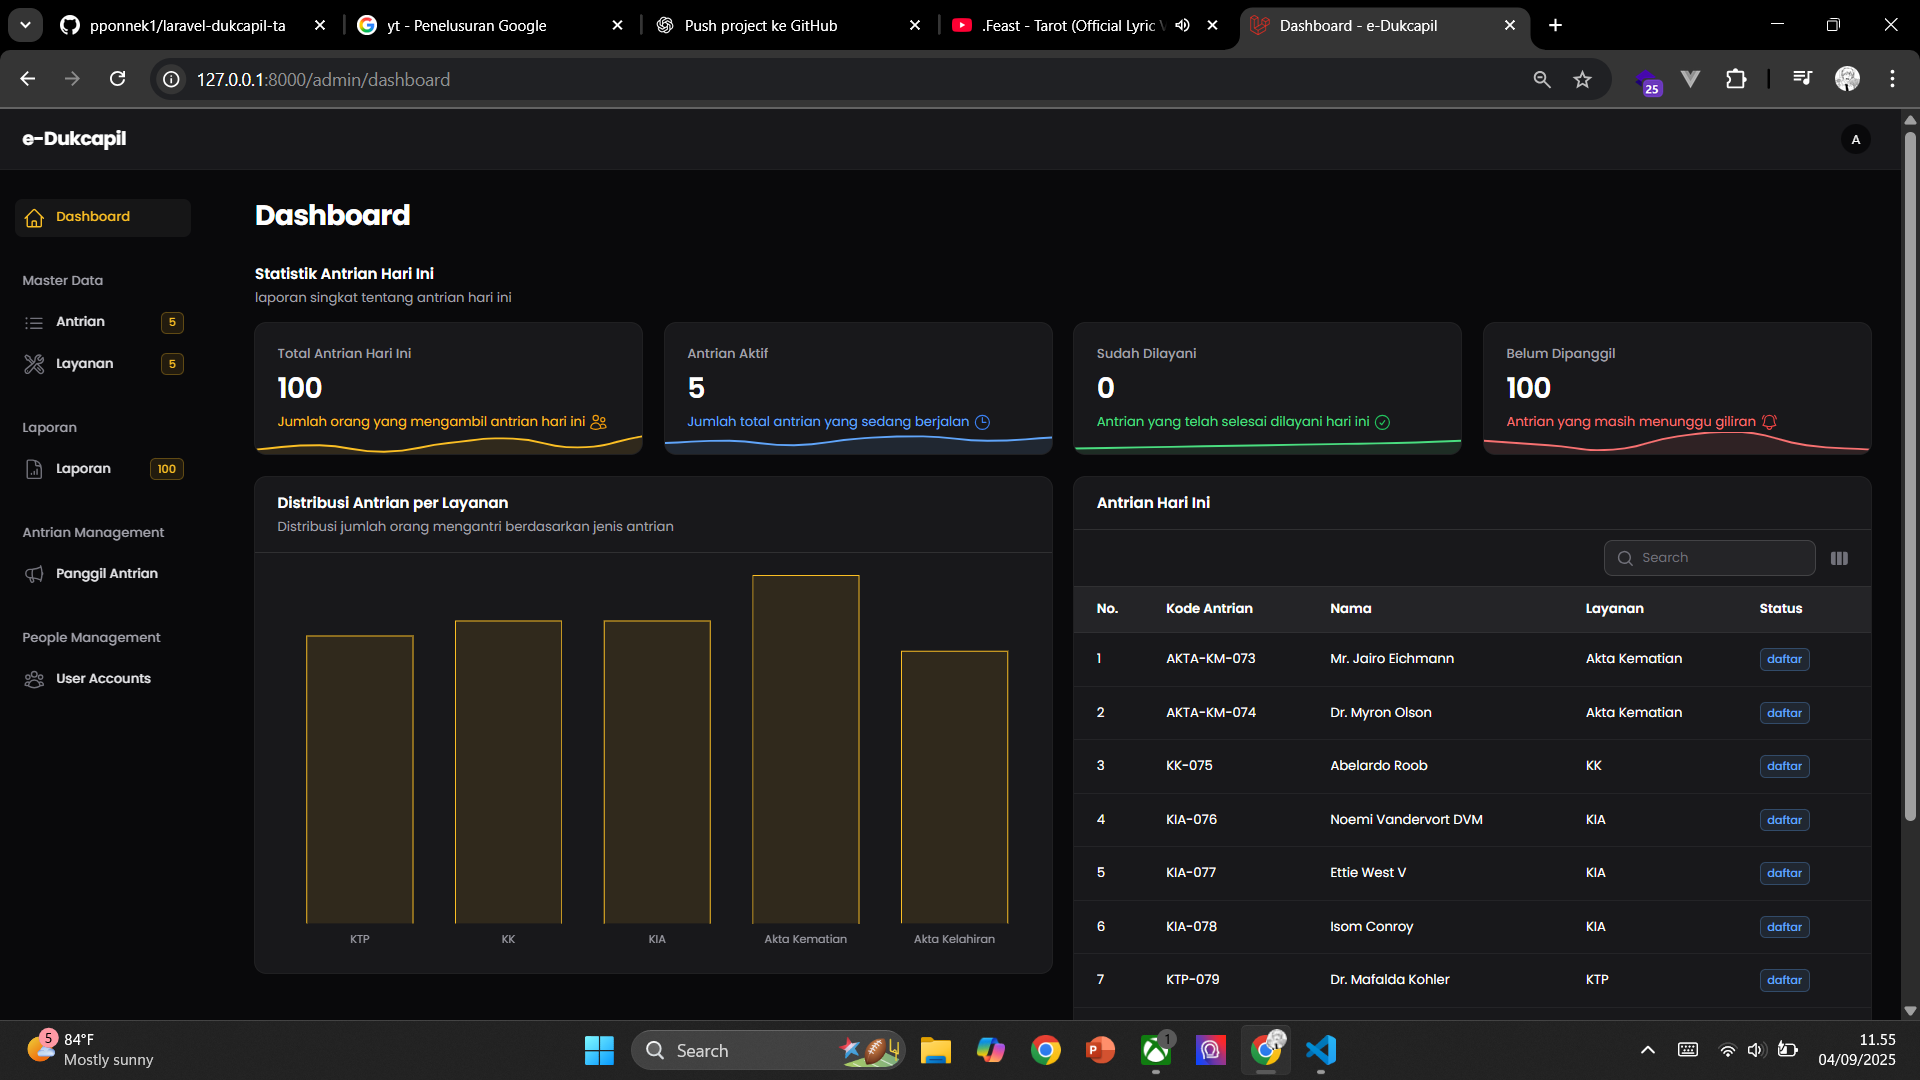 pponnek1/laravel-dukcapil-ta
yt - Penelusuran Google
Push project ke GitHub
.Feast - Tarot (Official Lyric V
Dashboard - e-Dukcapil
127.0.0.1:8000/admin/dashboard
25
e-Dukcapil
A
Dashboard
Master Data
Antrian 5
Layanan 5
Laporan
Laporan 100
Antrian Management
Panggil Antrian
People Management
User Accounts
Dashboard
Statistik Antrian Hari Ini
laporan singkat tentang antrian hari ini
Total Antrian Hari Ini
100
Jumlah orang yang mengambil antrian hari ini
Antrian Aktif
5
Jumlah total antrian yang sedang berjalan
Sudah Dilayani
0
Antrian yang telah selesai dilayani hari ini
Belum Dipanggil
100
Antrian yang masih menunggu giliran
Distribusi Antrian per Layanan
Distribusi jumlah orang mengantri berdasarkan jenis antrian
KTP KK KIA Akta Kematian Akta Kelahiran
Antrian Hari Ini
Search
No. Kode Antrian Nama Layanan Status
1 AKTA-KM-073 Mr. Jairo Eichmann Akta Kematian daftar
2 AKTA-KM-074 Dr. Myron Olson Akta Kematian daftar
3 KK-075 Abelardo Roob KK daftar
4 KIA-076 Noemi Vandervort DVM KIA daftar
5 KIA-077 Ettie West V KIA daftar
6 KIA-078 Isom Conroy KIA daftar
7 KTP-079 Dr. Mafalda Kohler KTP daftar
5
84°F
Mostly sunny
Search
P
1
11.55
04/09/2025